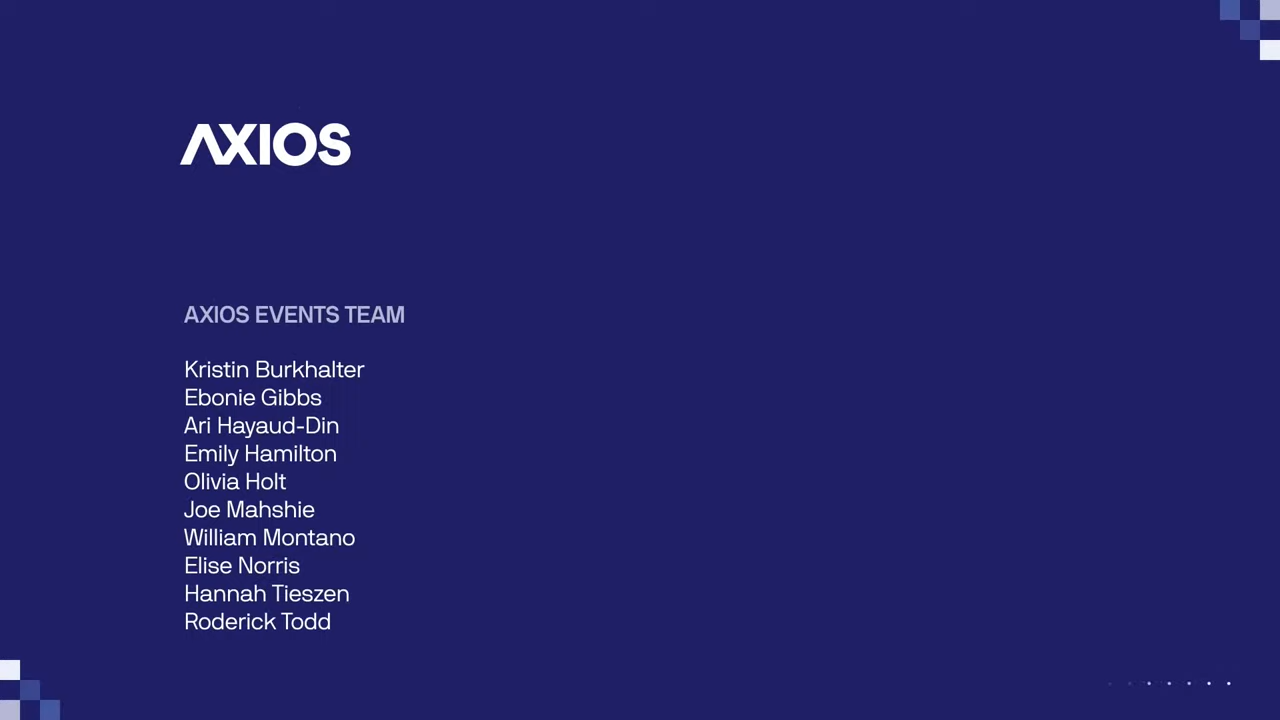 AXIOS
AXIOS EVENTS TEAM
Kristin Burkhalter
Ebonie Gibbs
Ari Hayaud-Din
Emily Hamilton
Olivia Holt
Joe Mahshie
William Montano
Elise Norris
Hannah Tieszen
Roderick Todd